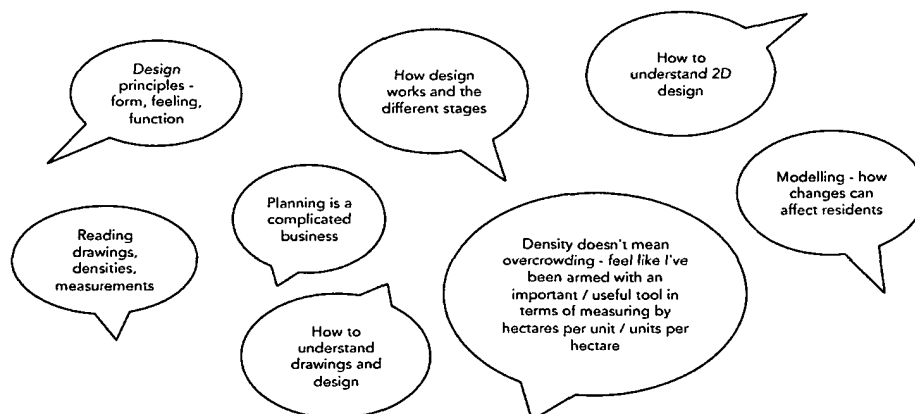 Design
principles -
form, feeling,
function
How design
works and the
different stages
How to
understand 2D
design
Modelling - how
changes can
affect residents
Planning is a
complicated
business
Reading
drawings,
densities,
measurements
Density doesn't mean
overcrowding - feel like I've
been armed with an
important / useful tool in
terms of measuring by
hectares per unit / units per
hectare
How to
understand
drawings and
design